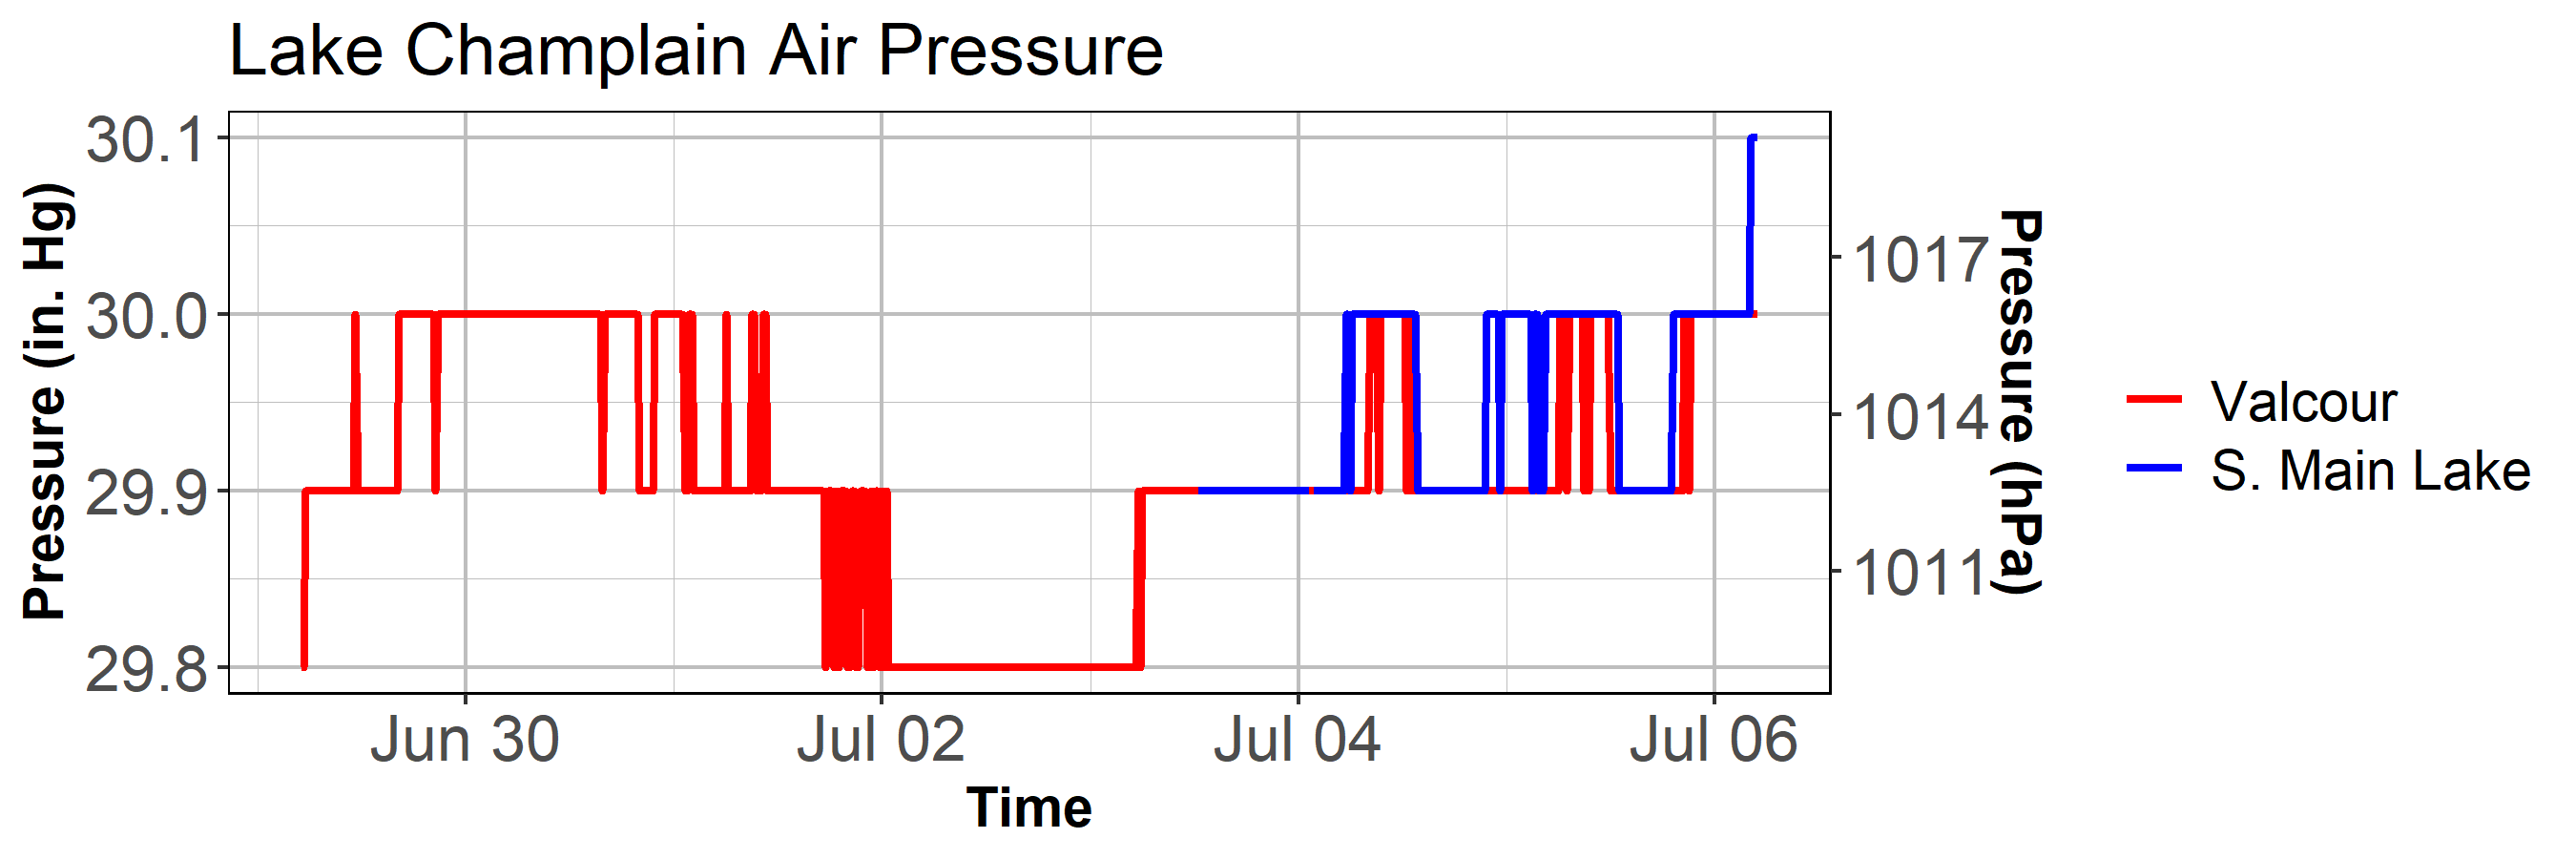 Lake Champlain Air Pressure
Pressure (in. Hg)
30.1
30.0
29.9
29.8
Jun 30
Jul 02
Jul 04
Jul 06
Time
1017
1014
1011
Pressure (hPa)
Valcour
S. Main Lake